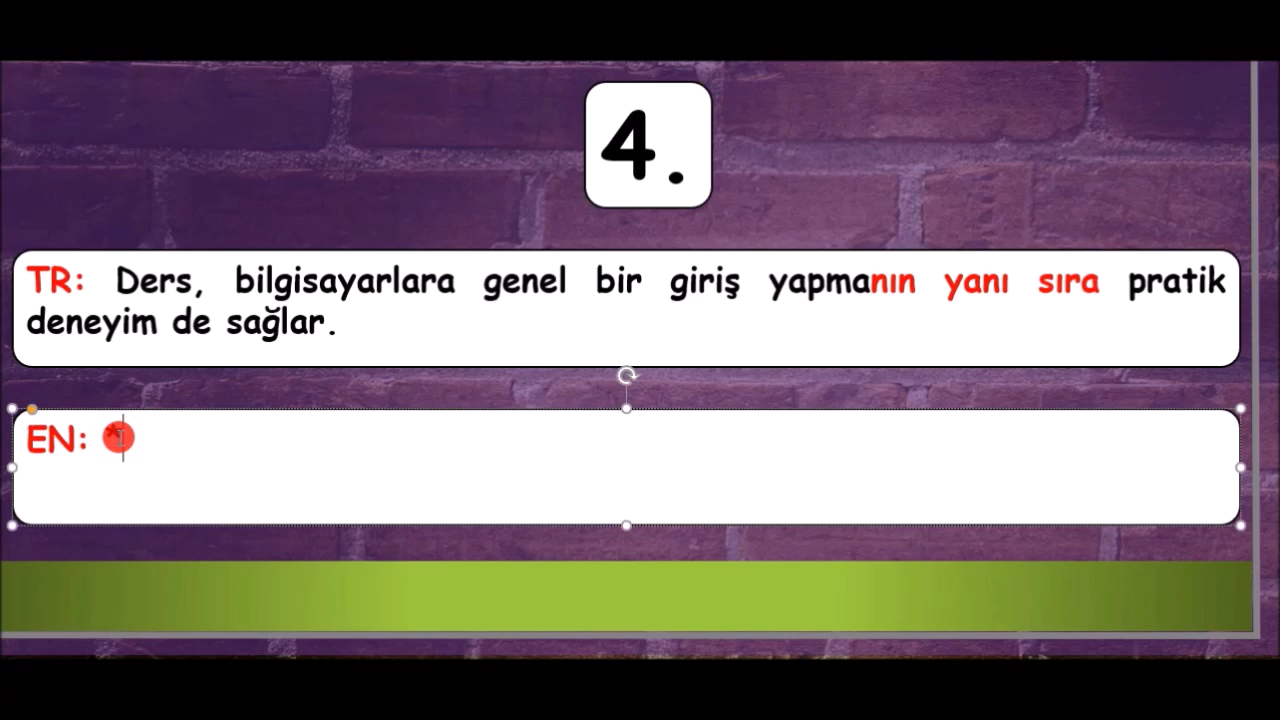 4.
TR: Ders, bilgisayarlara genel bir giriş yapmanın yanı sıra pratik
deneyim de sağlar.
EN: *